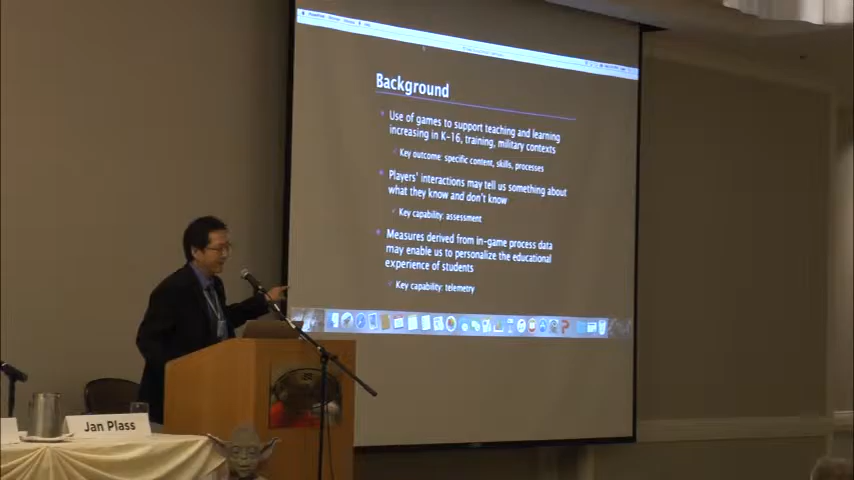 Background
Use of games to support teaching and learning
increasing in K-16, training, military contexts
Key outcome: specific content, skills, processes
Players' interactions may tell us something about
what they know and don't know
Key capability: assessment
Measures derived from in-game process data
may enable us to personalize the educational
experience of students
Key capability: telemetry
Jan Plass